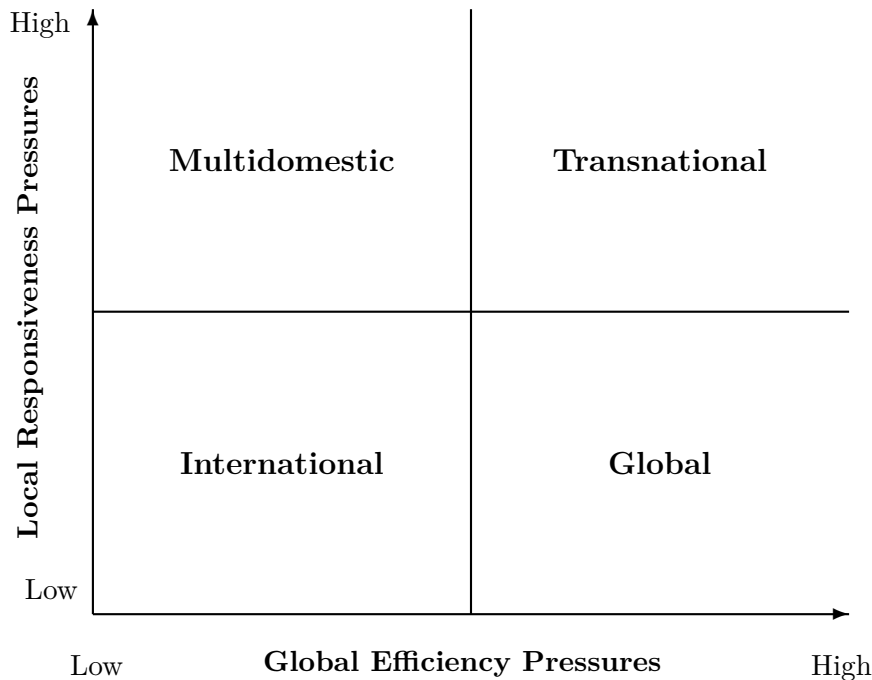 High
Local Responsiveness Pressures
Multidomestic
Transnational
International
Global
Low
Low
Global Efficiency Pressures
High